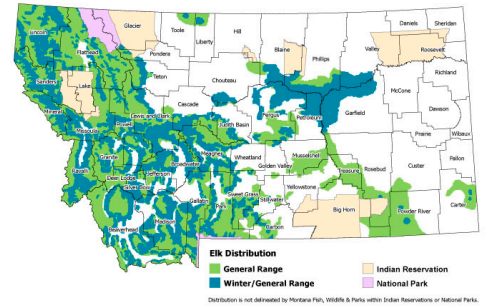 Daniels Sheridan
Lincoln Glacier Toole Liberty Hill Blaine Phillips Valley Roosevelt
Flathead Pondera
Richland
Sanders Lake Teton Chouteau McCone
Mineral Lewis and Clark Cascade Fergus Petroleum Garfield Dawson
Missoula Powell Judith Basin Prairie Wibaux
Granite Meagher Wheatland Musselshell Fallon
Ravalli Deer Lodge Jefferson Broadwater Golden Valley Treasure Rosebud Custer
Silver Bow Sweet Grass Yellowstone
Gallatin Park Stillwater Big Horn Powder River Carter
Beaverhead Madison Carbon
Elk Distribution
General Range Indian Reservation
Winter/General Range National Park
Distribution is not delineated by Montana Fish, Wildlife & Parks within Indian Reservations or National Parks.